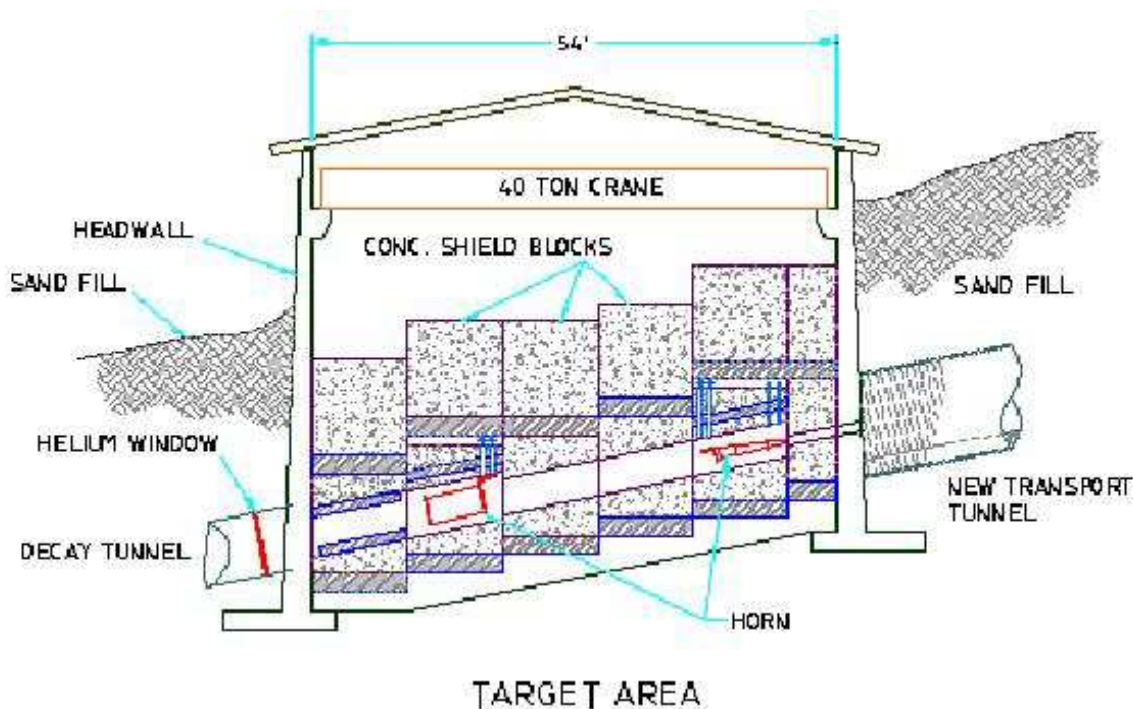 54'
40 TON CRANE
HEADWALL
CONC. SHIELD BLOCKS
SAND FILL
SAND FILL
HELIUM WINDOW
NEW TRANSPORT
TUNNEL
DECAY TUNNEL
HORN
TARGET AREA